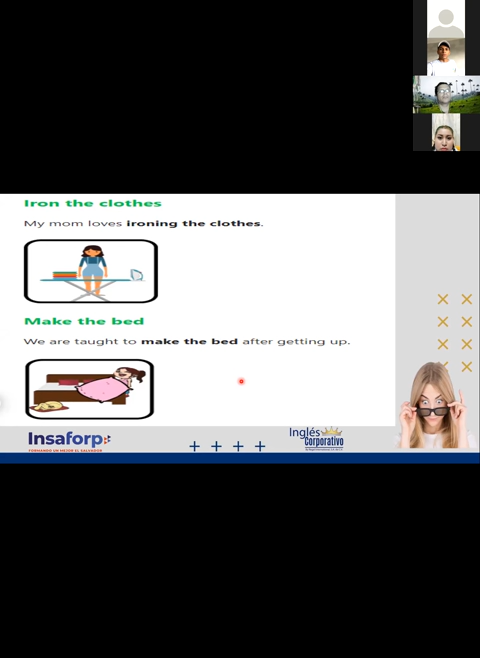 Iron the clothes
My mom loves ironing the clothes.
Make the bed
We are taught to make the bed after getting up.
Insaforp
FORMANDO UN MEJOR EL SALVADOR
Inglés
Corporativo